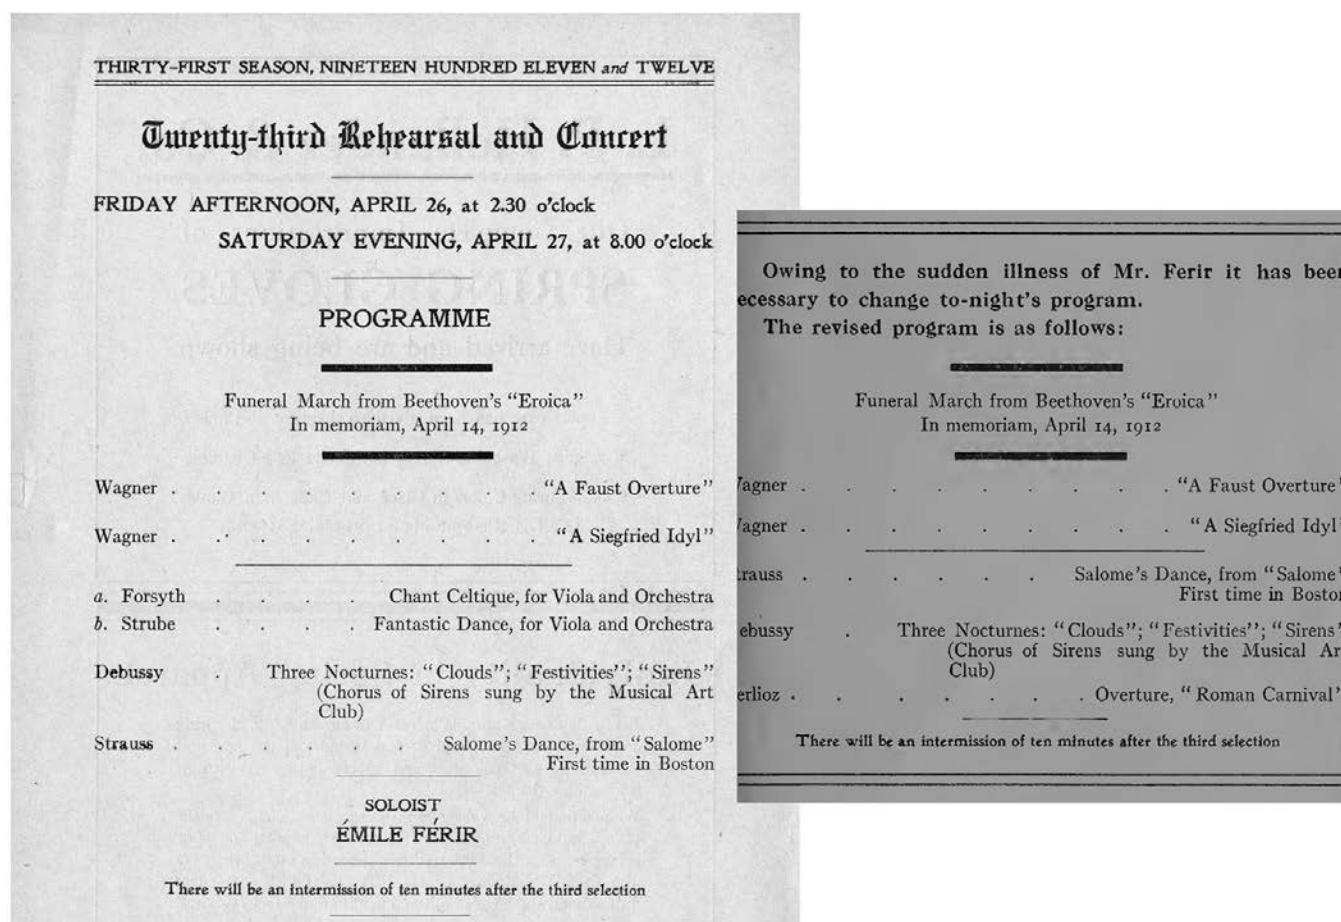 THIRTY-FIRST SEASON, NINETEEN HUNDRED ELEVEN and TWELVE
Twenty-third Rehearsal and Concert
FRIDAY AFTERNOON, APRIL 26, at 2.30 o'clock
SATURDAY EVENING, APRIL 27, at 8.00 o'clock
PROGRAMME
Funeral March from Beethoven's "Eroica"
In memoriam, April 14, 1912
Wagner . . . . . . . . . "A Faust Overture"
Wagner . . . . . . . . . "A Siegfried Idyl"
a. Forsyth . . . . Chant Celtique, for Viola and Orchestra
b. Strube . . . . Fantastic Dance, for Viola and Orchestra
Debussy . Three Nocturnes: "Clouds"; "Festivities"; "Sirens"
(Chorus of Sirens sung by the Musical Art
Club)
Strauss . . . . . . Salome's Dance, from "Salome"
First time in Boston
SOLOIST
ÉMILE FÉRIR
There will be an intermission of ten minutes after the third selection
Owing to the sudden illness of Mr. Ferir it has been
ecessary to change to-night's program.
The revised program is as follows:
Funeral March from Beethoven's "Eroica"
In memoriam, April 14, 1912
agner . . . . . . . . . "A Faust Overture"
agner . . . . . . . . . "A Siegfried Idyl"
rauss . . . . . . Salome's Dance, from "Salome"
First time in Boston
ebussy . Three Nocturnes: "Clouds"; "Festivities"; "Sirens"
(Chorus of Sirens sung by the Musical Ar
Club)
erlioz . . . . . . . Overture, "Roman Carnival"
There will be an intermission of ten minutes after the third selection